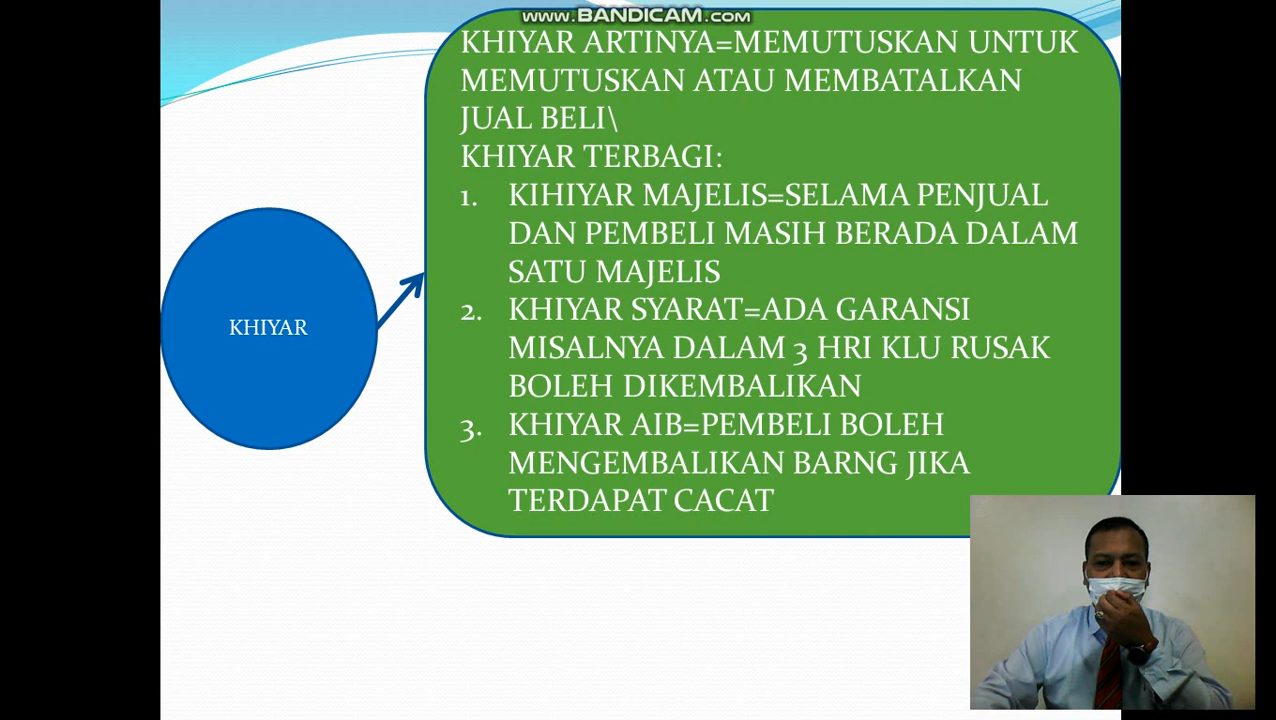 www.BANDICAM.com
KHIYAR ARTINYA=MEMUTUSKAN UNTUK
MEMUTUSKAN ATAU MEMBATALKAN
JUAL BELI\
KHIYAR TERBAGI:
1. KIHIYAR MAJELIS=SELAMA PENJUAL
DAN PEMBELI MASIH BERADA DALAM
SATU MAJELIS
2. KHIYAR SYARAT=ADA GARANSI
MISALNYA DALAM 3 HRI KLU RUSAK
BOLEH DIKEMBALIKAN
3. KHIYAR AIB=PEMBELI BOLEH
MENGEMBALIKAN BARNG JIKA
TERDAPAT CACAT
KHIYAR